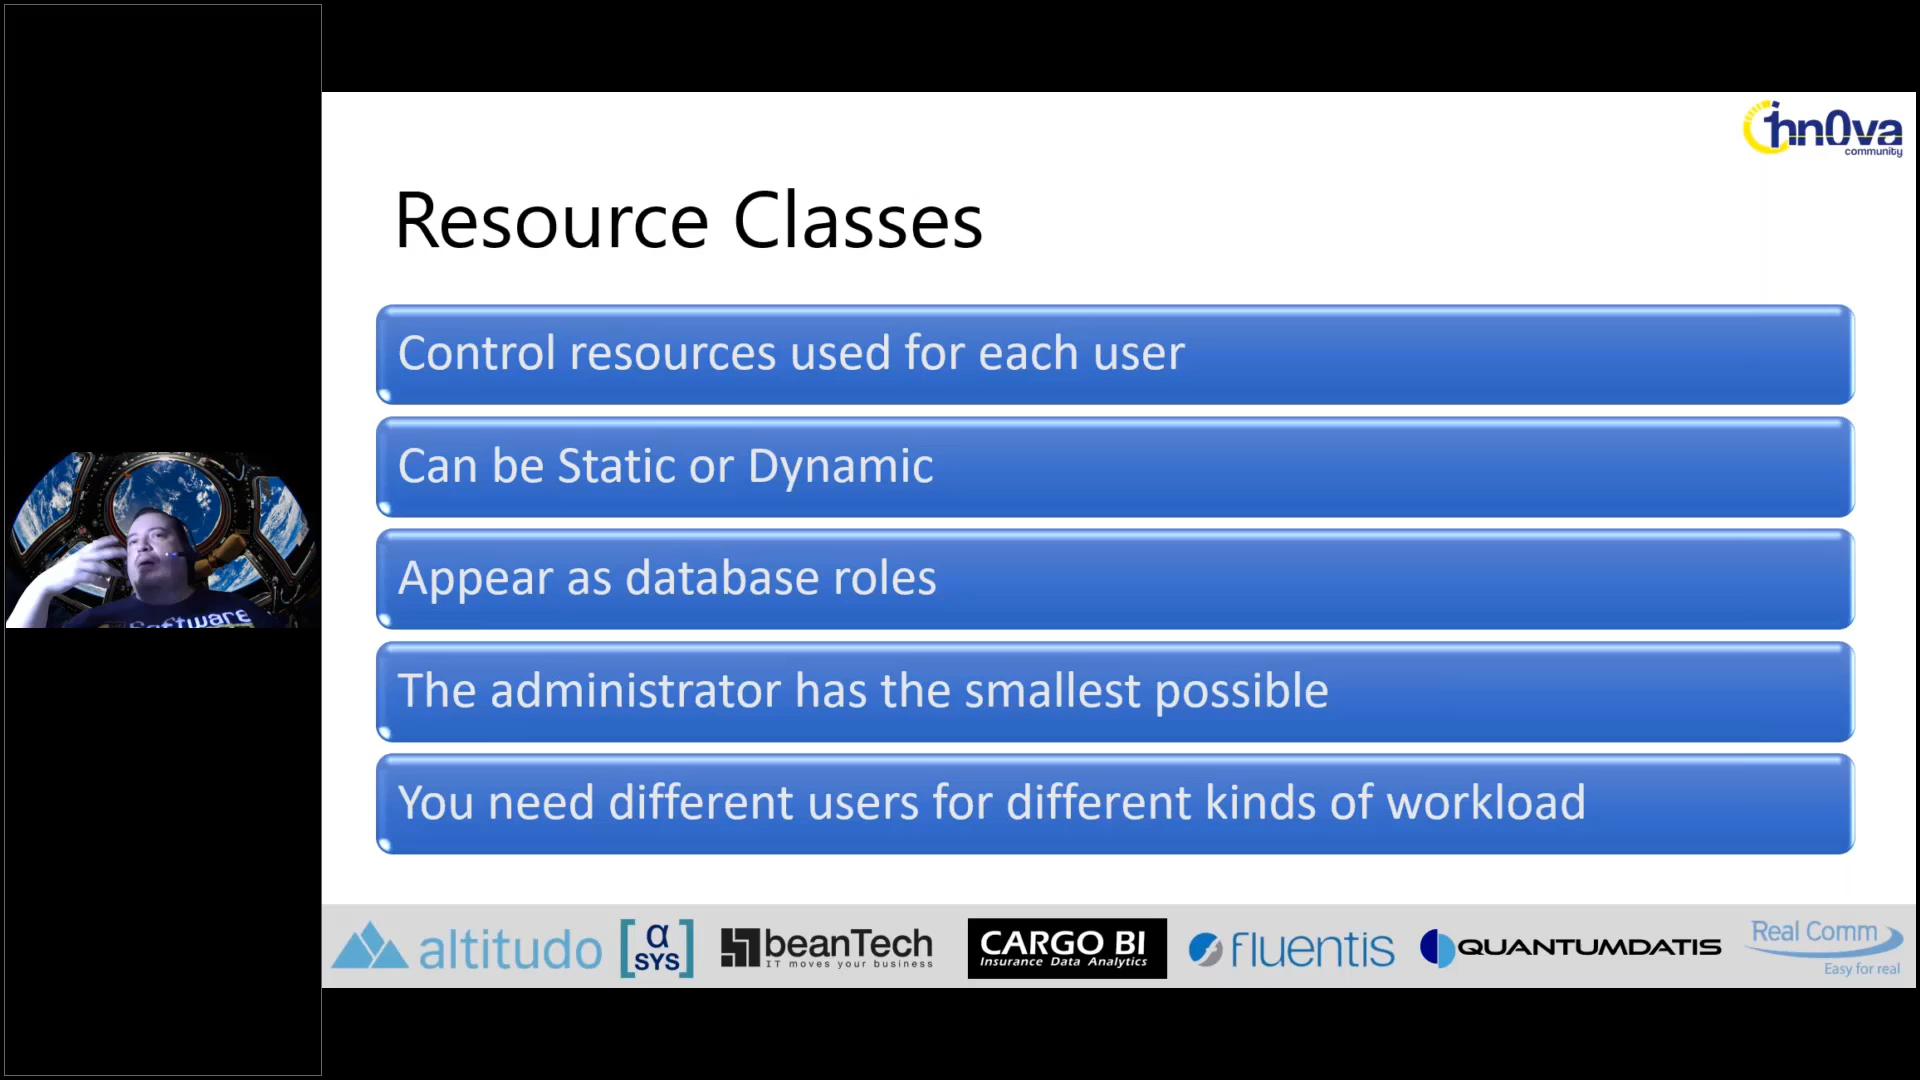 1nn0va
community
Resource Classes
Control resources used for each user
Can be Static or Dynamic
Appear as database roles
The administrator has the smallest possible
You need different users for different kinds of workload
Software
altitudo
α
SYS
beanTech
IT moves your business
CARGO BI
Insurance Data Analytics
fluentis
QUANTUMDATIS
Real Comm
Easy for real